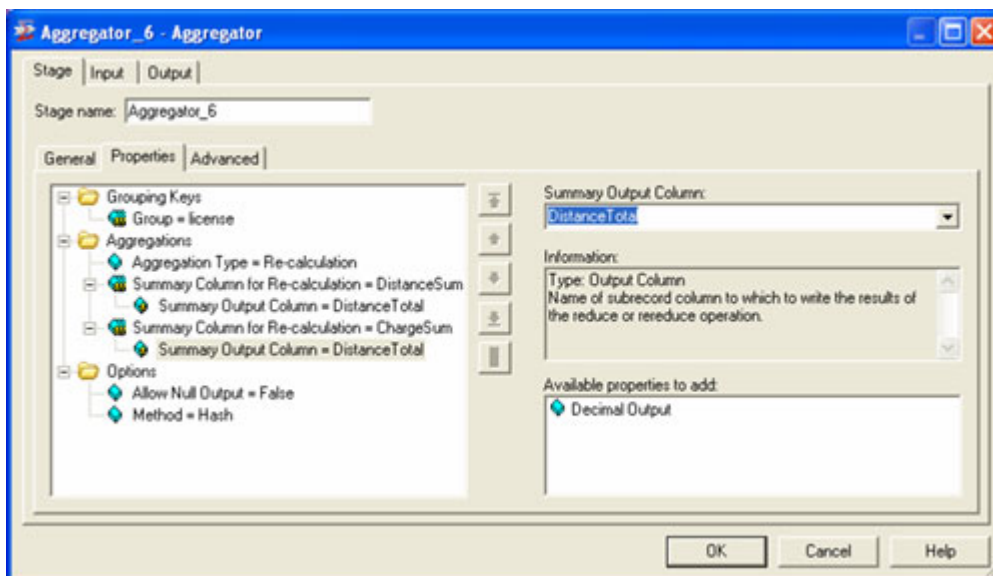 Aggregator_6 - Aggregator
Stage
Input
Output
Stage name:
Aggregator_6
General
Properties
Advanced
Grouping Keys
Group = license
Aggregations
Aggregation Type = Re-calculation
Summary Column for Re-calculation = DistanceSum
Summary Output Column = DistanceTotal
Summary Column for Re-calculation = ChargeSum
Summary Output Column = DistanceTotal
Options
Allow Null Output = False
Method = Hash
Summary Output Column:
DistanceTotal
Information:
Type: Output Column
Name of subrecord column to which to write the results of
the reduce or rereduce operation.
Available properties to add:
Decimal Output
OK
Cancel
Help